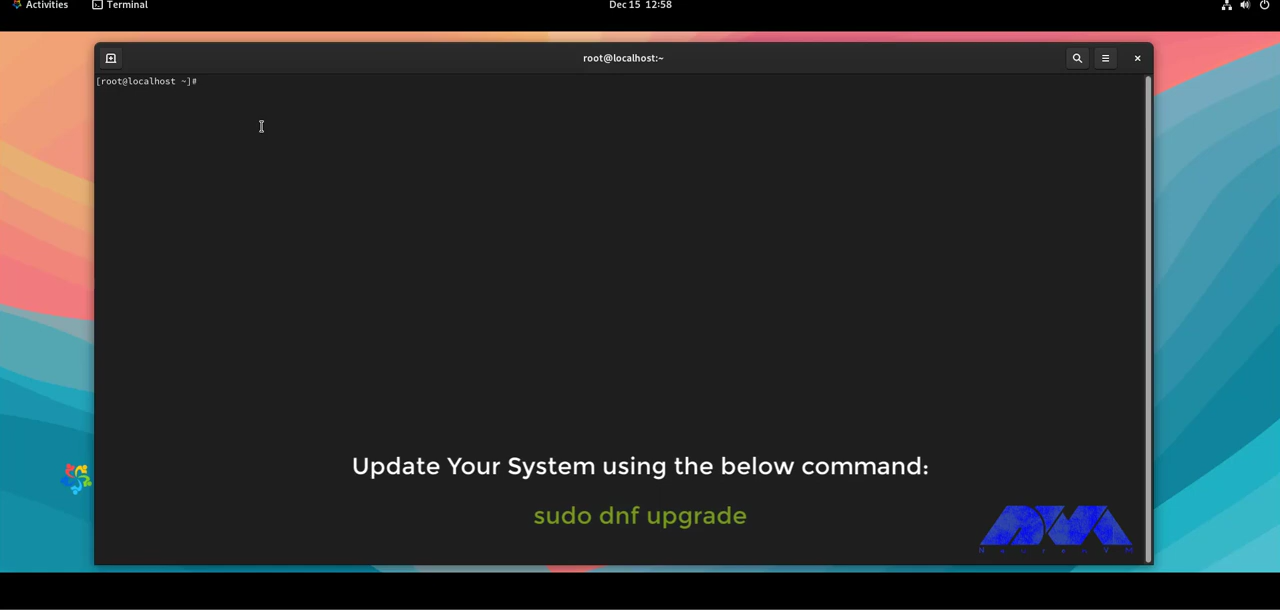 Activities
Terminal
Dec 15 12:58
root@localhost:~
[root@localhost ~]#
Update Your System using the below command:
sudo dnf upgrade
NeuronVM